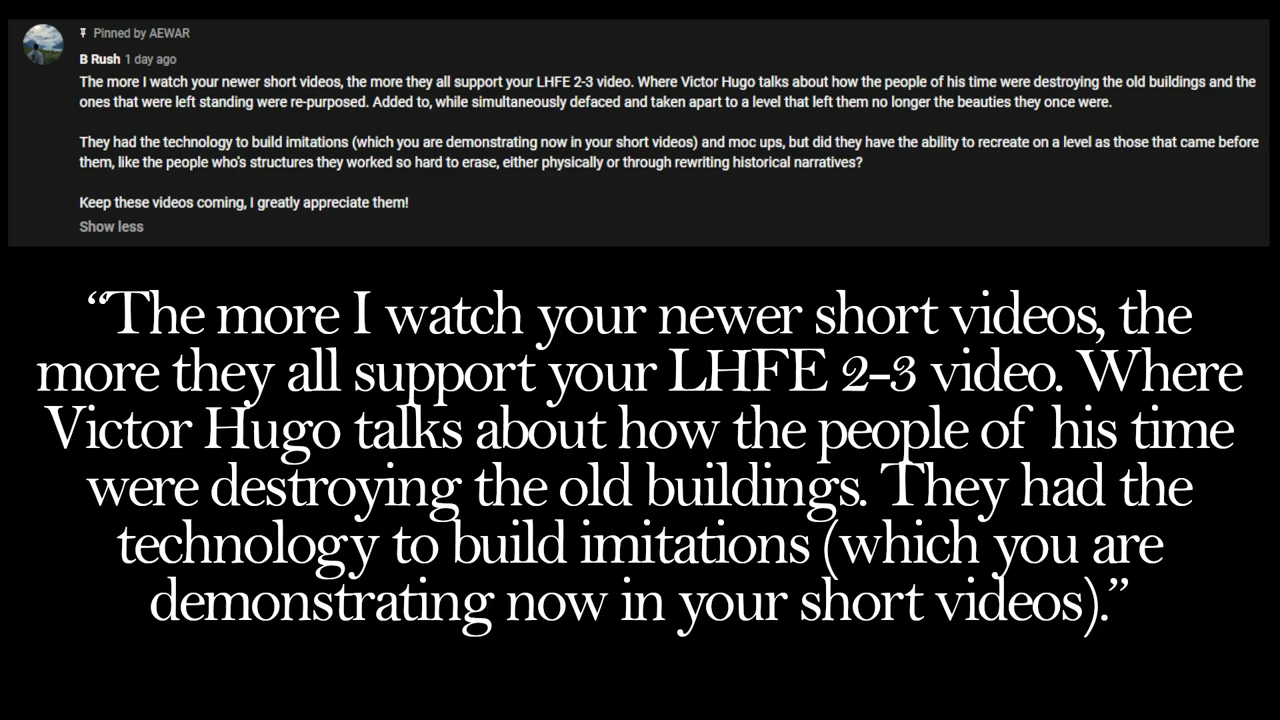 Pinned by AEWAR
B Rush 1 day ago
The more I watch your newer short videos, the more they all support your LHFE 2-3 video. Where Victor Hugo talks about how the people of his time were destroying the old buildings and the
ones that were left standing were re-purposed. Added to, while simultaneously defaced and taken apart to a level that left them no longer the beauties they once were.
They had the technology to build imitations (which you are demonstrating now in your short videos) and moc ups, but did they have the ability to recreate on a level as those that came before
them, like the people who's structures they worked so hard to erase, either physically or through rewriting historical narratives?
Keep these videos coming, I greatly appreciate them!
Show less
“The more I watch your newer short videos, the
more they all support your LHFE 2-3 video. Where
Victor Hugo talks about how the people of his time
were destroying the old buildings. They had the
technology to build imitations (which you are
demonstrating now in your short videos).”